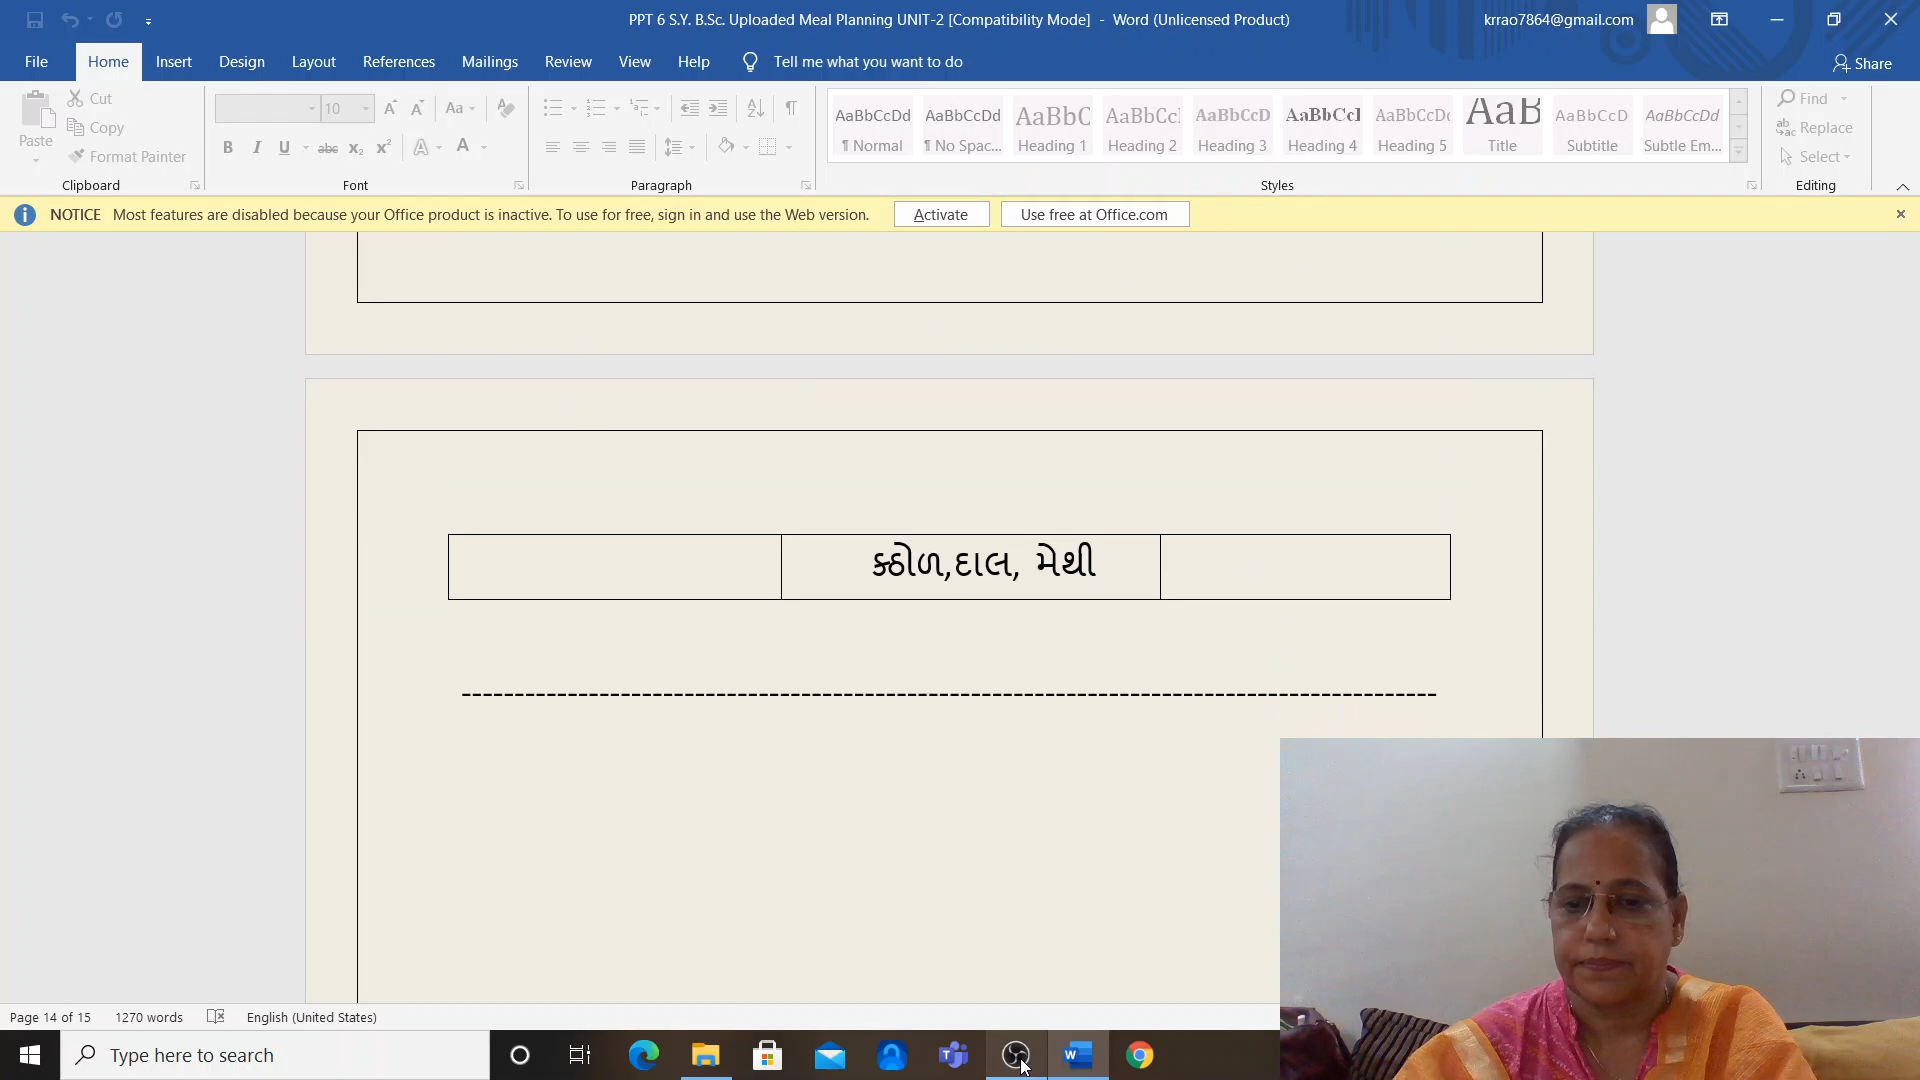 PPT 6 S.Y. B.Sc. Uploaded Meal Planning UNIT-2 [Compatibility Mode] - Word (Unlicensed Product)
krrao7864@gmail.com
File Home Insert Design Layout References Mailings Review View Help Tell me what you want to do
Share
Paste
Cut
Copy
Format Painter
Clipboard
10
Aa
B I U abc x₂ x² A A
Font
Paragraph
AaBbCcDd AaBbCcDd AaBbC AaBbCc AaBbCcD AaBbCcI AaBbCcDc AaB AaBbCcD AaBbCcDd
¶ Normal ¶ No Spac... Heading 1 Heading 2 Heading 3 Heading 4 Heading 5 Title Subtitle Subtle Em...
Styles
Find
Replace
Select
Editing
NOTICE Most features are disabled because your Office product is inactive. To use for free, sign in and use the Web version. Activate Use free at Office.com
ક્ઠોળ,દાલ, મેથી
--------------------------------------------------------------------------------------------
Page 14 of 15 1270 words English (United States)
Type here to search